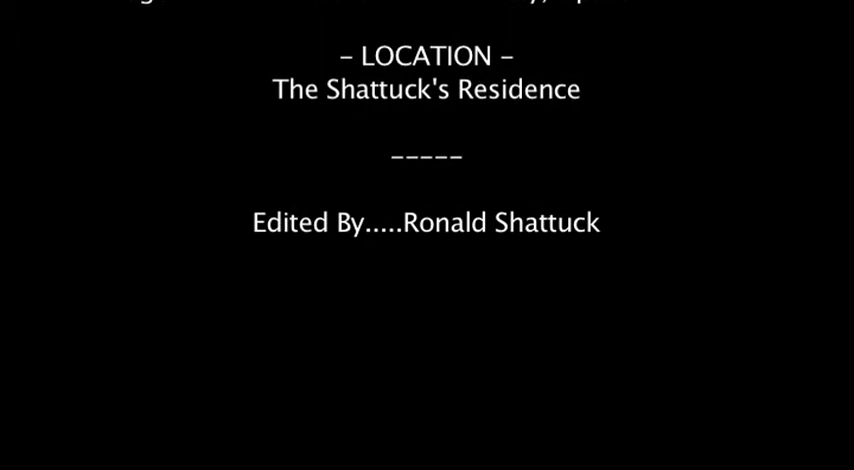 - LOCATION -
The Shattuck's Residence
-----
Edited By.....Ronald Shattuck